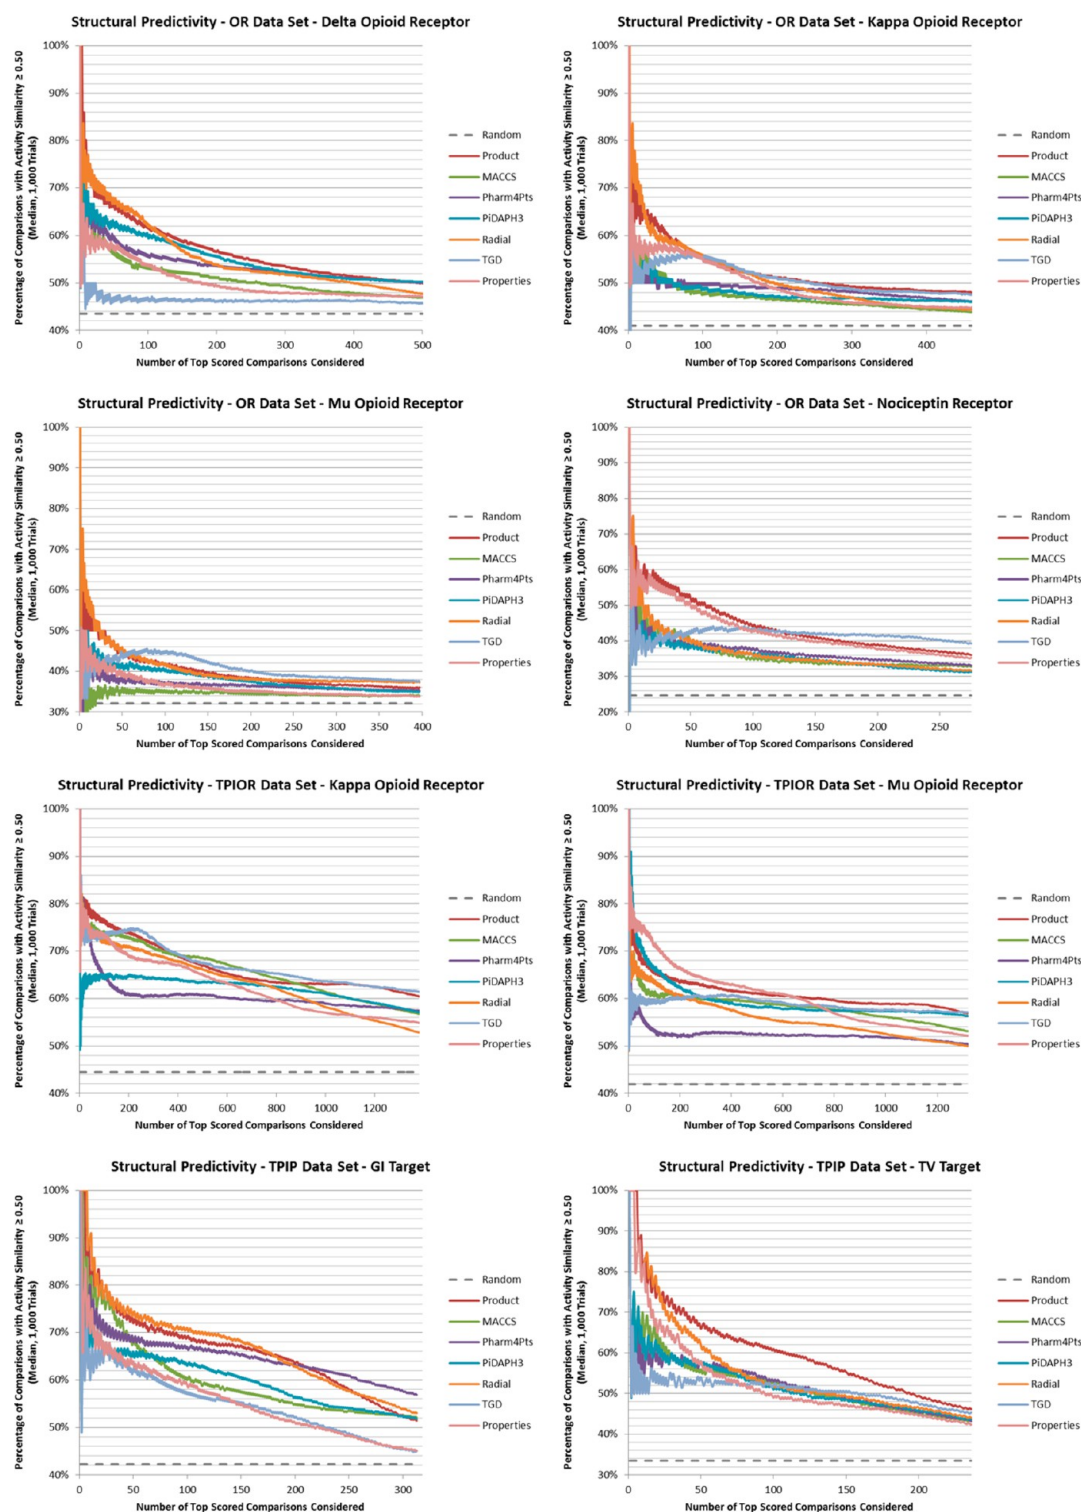 Structural Predictivity - OR Data Set - Delta Opioid Receptor
Percentage of Comparisons with Activity Similarity ≥ 0.50
(Median, 1,000 Trials)
100%
90%
80%
70%
60%
50%
40%
0 100 200 300 400 500
Number of Top Scored Comparisons Considered
Random
Product
MACCS
Pharm4Pts
PiDAPH3
Radial
TGD
Properties
Structural Predictivity - OR Data Set - Kappa Opioid Receptor
Percentage of Comparisons with Activity Similarity ≥ 0.50
(Median, 1,000 Trials)
100%
90%
80%
70%
60%
50%
40%
0 100 200 300 400
Number of Top Scored Comparisons Considered
Random
Product
MACCS
Pharm4Pts
PiDAPH3
Radial
TGD
Properties
Structural Predictivity - OR Data Set - Mu Opioid Receptor
Percentage of Comparisons with Activity Similarity ≥ 0.50
(Median, 1,000 Trials)
100%
90%
80%
70%
60%
50%
40%
30%
0 50 100 150 200 250 300 350 400
Number of Top Scored Comparisons Considered
Random
Product
MACCS
Pharm4Pts
PiDAPH3
Radial
TGD
Properties
Structural Predictivity - OR Data Set - Nociceptin Receptor
Percentage of Comparisons with Activity Similarity ≥ 0.50
(Median, 1,000 Trials)
100%
90%
80%
70%
60%
50%
40%
30%
20%
0 50 100 150 200 250
Number of Top Scored Comparisons Considered
Random
Product
MACCS
Pharm4Pts
PiDAPH3
Radial
TGD
Properties
Structural Predictivity - TPIOR Data Set - Kappa Opioid Receptor
Percentage of Comparisons with Activity Similarity ≥ 0.50
(Median, 1,000 Trials)
100%
90%
80%
70%
60%
50%
40%
0 200 400 600 800 1000 1200
Number of Top Scored Comparisons Considered
Random
Product
MACCS
Pharm4Pts
PiDAPH3
Radial
TGD
Properties
Structural Predictivity - TPIOR Data Set - Mu Opioid Receptor
Percentage of Comparisons with Activity Similarity ≥ 0.50
(Median, 1,000 Trials)
100%
90%
80%
70%
60%
50%
40%
0 200 400 600 800 1000 1200
Number of Top Scored Comparisons Considered
Random
Product
MACCS
Pharm4Pts
PiDAPH3
Radial
TGD
Properties
Structural Predictivity - TPIP Data Set - GI Target
Percentage of Comparisons with Activity Similarity ≥ 0.50
(Median, 1,000 Trials)
100%
90%
80%
70%
60%
50%
40%
0 50 100 150 200 250 300
Number of Top Scored Comparisons Considered
Random
Product
MACCS
Pharm4Pts
PiDAPH3
Radial
TGD
Properties
Structural Predictivity - TPIP Data Set - TV Target
Percentage of Comparisons with Activity Similarity ≥ 0.50
(Median, 1,000 Trials)
100%
90%
80%
70%
60%
50%
40%
30%
0 50 100 150 200
Number of Top Scored Comparisons Considered
Random
Product
MACCS
Pharm4Pts
PiDAPH3
Radial
TGD
Properties